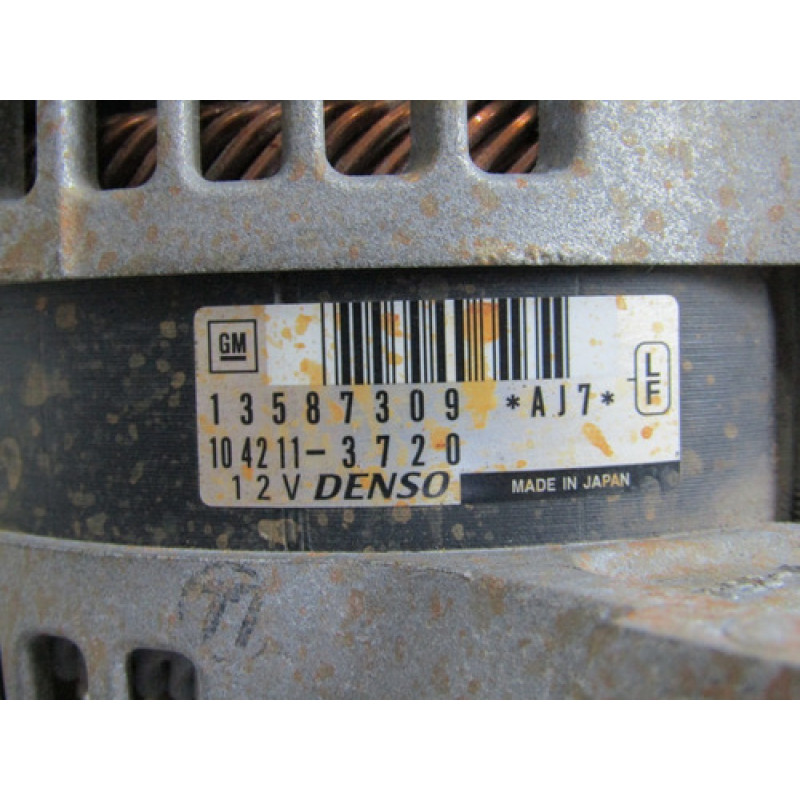 GM
13587309 *AJ7*
LF
104211-3720
12V DENSO MADE IN JAPAN